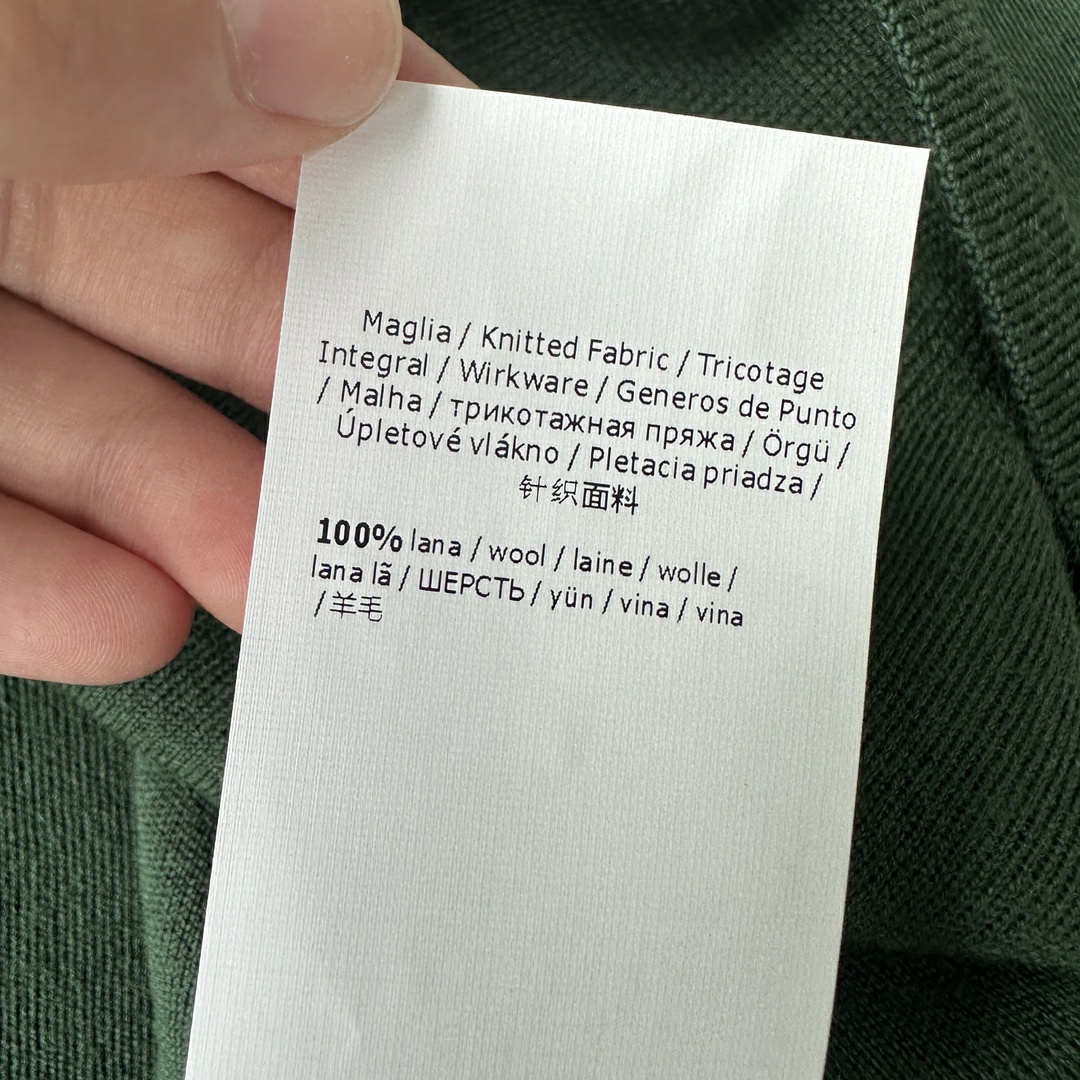 Maglia / Knitted Fabric / Tricotage
Integral / Wirkware / Generos de Punto
/ Malha / трикотажная пряжа / Örgü /
Úpletové vlákno / Pletacia priadza /
针织面料
100% lana / wool / laine / wolle /
lana lã / ШЕРСТЬ / yün / vina / vina
/ 羊毛